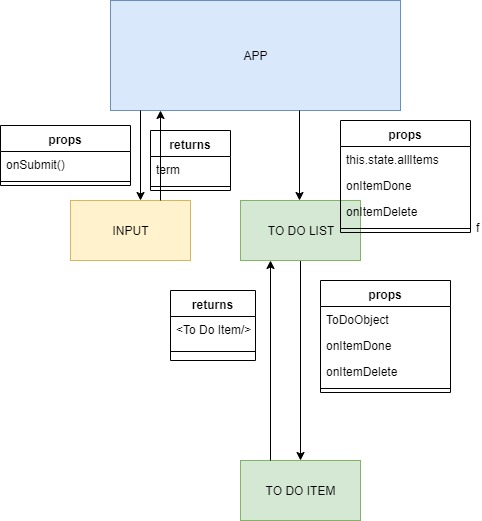 APP
props
onSubmit()
returns
term
props
this.state.allItems
onItemDone
onItemDelete
f
INPUT
TO DO LIST
returns
<To Do Item/>
props
ToDoObject
onItemDone
onItemDelete
TO DO ITEM